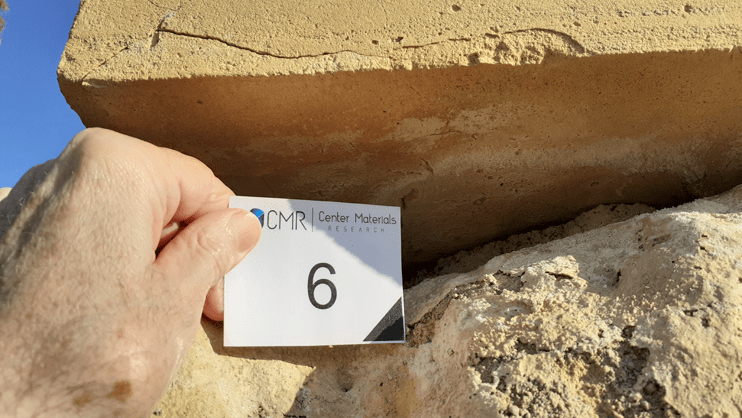 CMR | Center Materials
RESEARCH
6